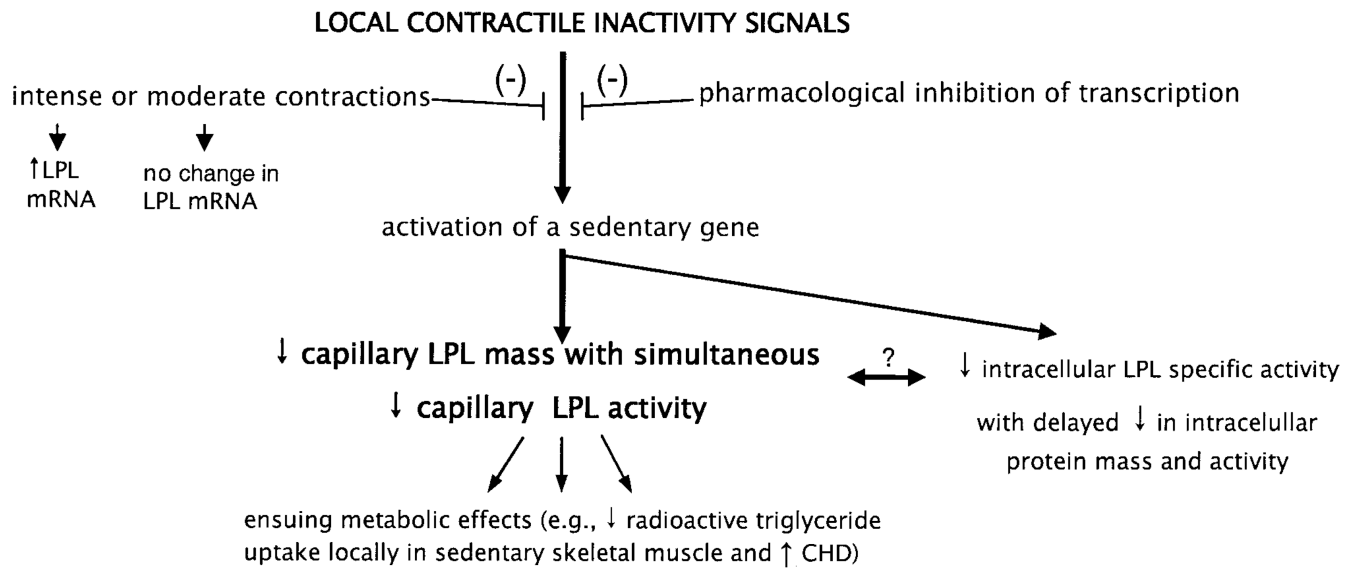 LOCAL CONTRACTILE INACTIVITY SIGNALS
(-) (-)
intense or moderate contractions
pharmacological inhibition of transcription
↑LPL mRNA
no change in LPL mRNA
activation of a sedentary gene
↓ capillary LPL mass with simultaneous
↓ capillary LPL activity
?
↓ intracellular LPL specific activity
with delayed ↓ in intracelullar
protein mass and activity
ensuing metabolic effects (e.g., ↓ radioactive triglyceride
uptake locally in sedentary skeletal muscle and ↑ CHD)